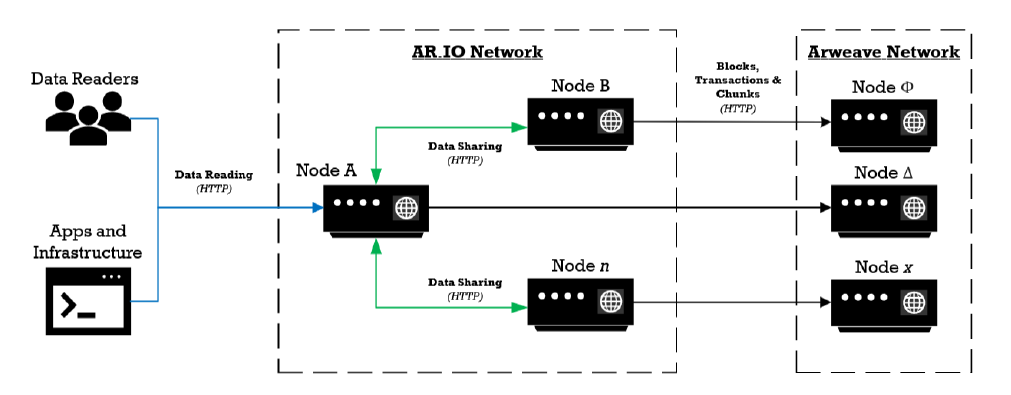 AR.IO Network
Arweave Network
Data Readers
Blocks,
Transactions &
Chunks
(HTTP)
Node B
Node Φ
Data Sharing
(HTTP)
Node A
Data Reading
(HTTP)
Node Δ
Apps and
Infrastructure
Node n
Data Sharing
(HTTP)
Node x
>_